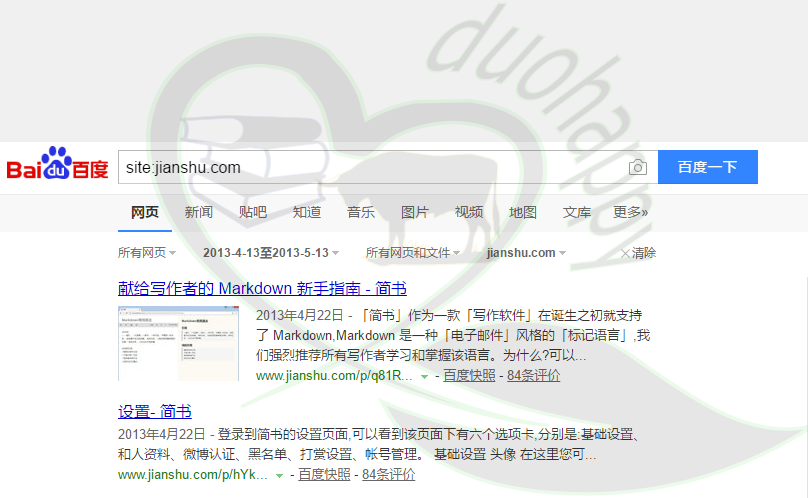 duohappy
Bai du 百度
site:jianshu.com
百度一下
网页 新闻 贴吧 知道 音乐 图片 视频 地图 文库 更多»
所有网页 2013-4-13至2013-5-13 所有网页和文件 jianshu.com 清除
献给写作者的 Markdown 新手指南 - 简书
2013年4月22日 - 「简书」作为一款「写作软件」在诞生之初就支持
了 Markdown,Markdown 是一种「电子邮件」风格的「标记语言」,我
们强烈推荐所有写作者学习和掌握该语言。为什么?可以...
www.jianshu.com/p/q81R... - 百度快照 - 84条评价
设置- 简书
2013年4月22日 - 登录到简书的设置页面,可以看到该页面下有六个选项卡,分别是:基础设置、
和人资料、微博认证、黑名单、打赏设置、帐号管理。 基础设置 头像 在这里您可...
www.jianshu.com/p/hYk... - 百度快照 - 84条评价